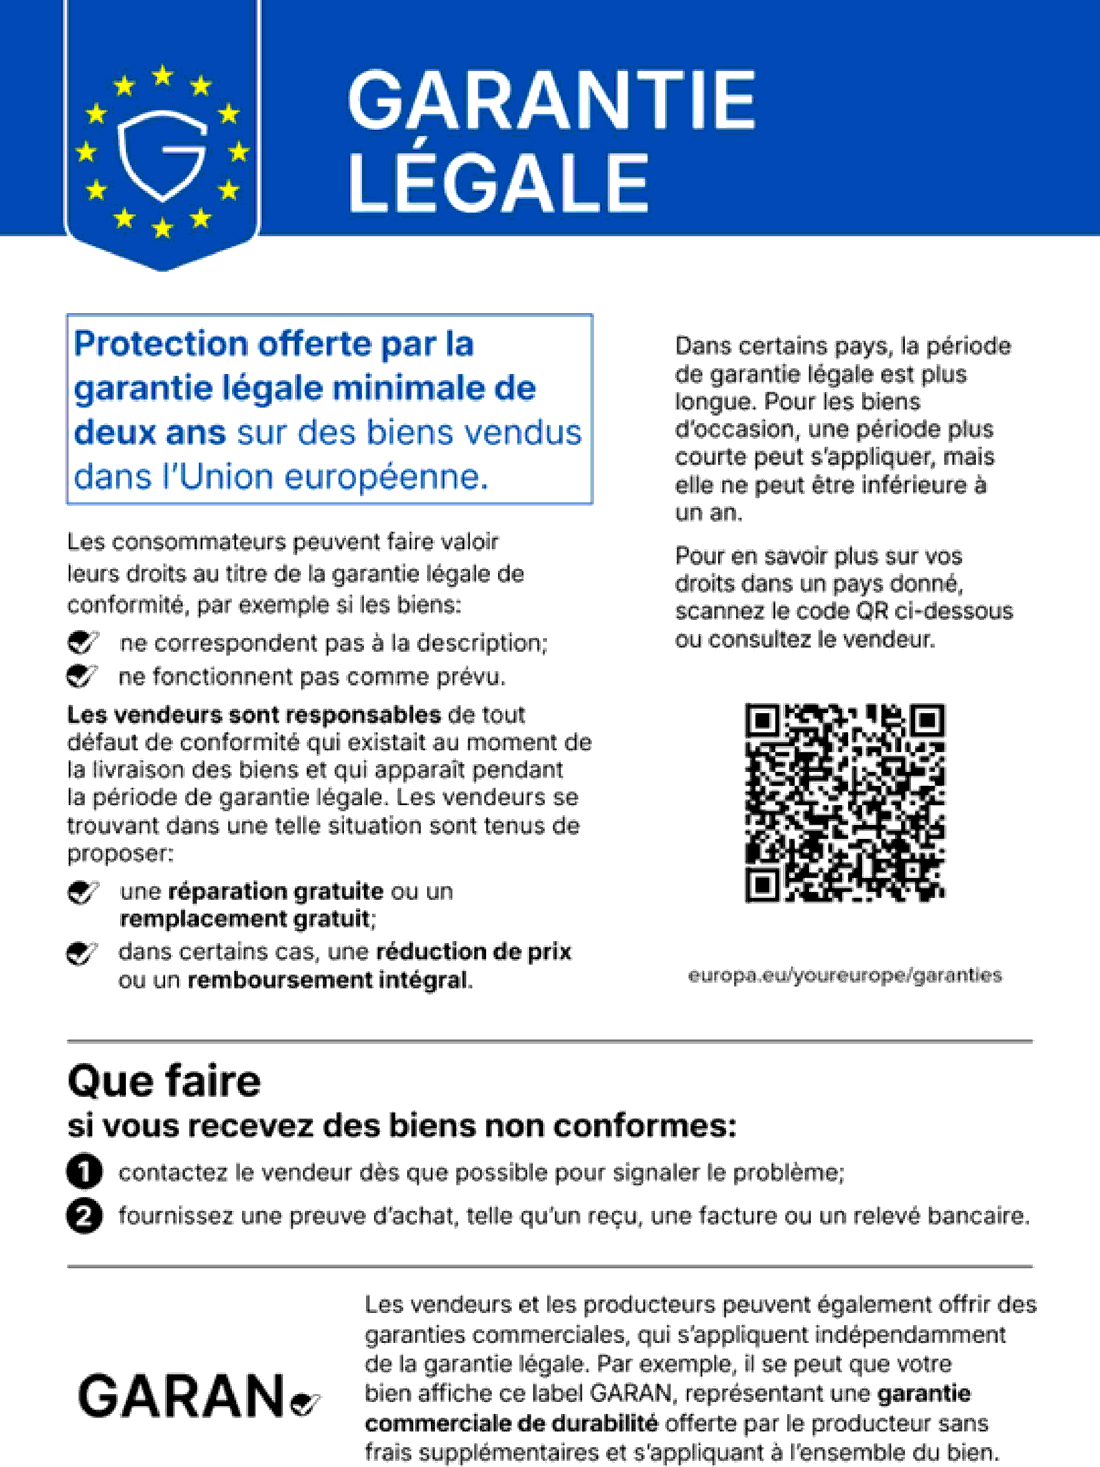 GARANTIE
LÉGALE
Protection offerte par la
garantie légale minimale de
deux ans sur des biens vendus
dans l’Union européenne.
Les consommateurs peuvent faire valoir
leurs droits au titre de la garantie légale de
conformité, par exemple si les biens:
ne correspondent pas à la description;
ne fonctionnent pas comme prévu.
Les vendeurs sont responsables de tout
défaut de conformité qui existait au moment de
la livraison des biens et qui apparaît pendant
la période de garantie légale. Les vendeurs se
trouvant dans une telle situation sont tenus de
proposer:
une réparation gratuite ou un
remplacement gratuit;
dans certains cas, une réduction de prix
ou un remboursement intégral.
Dans certains pays, la période
de garantie légale est plus
longue. Pour les biens
d’occasion, une période plus
courte peut s’appliquer, mais
elle ne peut être inférieure à
un an.
Pour en savoir plus sur vos
droits dans un pays donné,
scannez le code QR ci-dessous
ou consultez le vendeur.
europa.eu/youreurope/garanties
Que faire
si vous recevez des biens non conformes:
1 contactez le vendeur dès que possible pour signaler le problème;
2 fournissez une preuve d’achat, telle qu’un reçu, une facture ou un relevé bancaire.
GARAN
Les vendeurs et les producteurs peuvent également offrir des
garanties commerciales, qui s’appliquent indépendamment
de la garantie légale. Par exemple, il se peut que votre
bien affiche ce label GARAN, représentant une garantie
commerciale de durabilité offerte par le producteur sans
frais supplémentaires et s’appliquant à l’ensemble du bien.